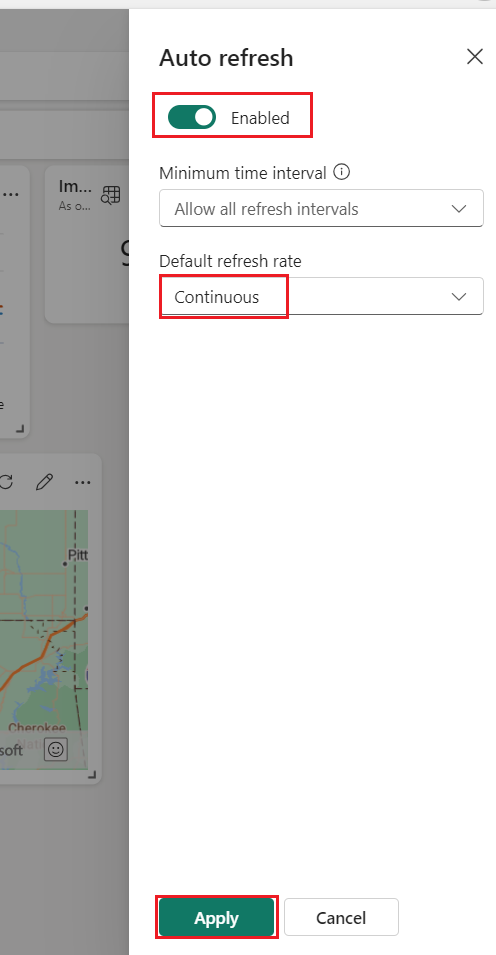 Auto refresh
Enabled
Minimum time interval
Allow all refresh intervals
Default refresh rate
Continuous
Im...
As o...
Pitt
Cherokee
Nati
soft
Apply
Cancel